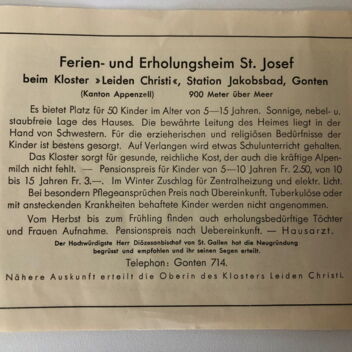 Ferien- und Erholungsheim St. Josef
beim Kloster »Leiden Christi«, Station Jakobsbad, Gonten
(Kanton Appenzell) 900 Meter über Meer
Es bietet Platz für 50 Kinder im Alter von 5—15 Jahren. Sonnige, nebel- u.
staubfreie Lage des Hauses. Die bewährte Leitung des Heimes liegt in der
Hand von Schwestern. Für die erzieherischen und religiösen Bedürfnisse der
Kinder ist bestens gesorgt. Auf Verlangen wird etwas Schulunterricht gehalten.
Das Kloster sorgt für gesunde, reichliche Kost, der auch die kräftige Alpen-
milch nicht fehlt. — Pensionspreis für Kinder von 5—10 Jahren Fr. 2.50, von 10
bis 15 Jahren Fr. 3.—. Im Winter Zuschlag für Zentralheizung und elektr. Licht.
Bei besonderen Pflegeansprüchen Preis nach Übereinkunft. Tuberkulöse oder
mit ansteckenden Krankheiten behaftete Kinder werden nicht angenommen.
Vom Herbst bis zum Frühling finden auch erholungsbedürftige Töchter
und Frauen Aufnahme. Pensionspreis nach Uebereinkunft. — Hausarzt.
Der Hochwürdigste Herr Diözesanbischof von St. Gallen hat die Neugründung
begrüsst und empfohlen und ihr seinen Segen erteilt.
Telephon: Gonten 714.
Nähere Auskunft erteilt die Oberin des Klosters Leiden Christi.